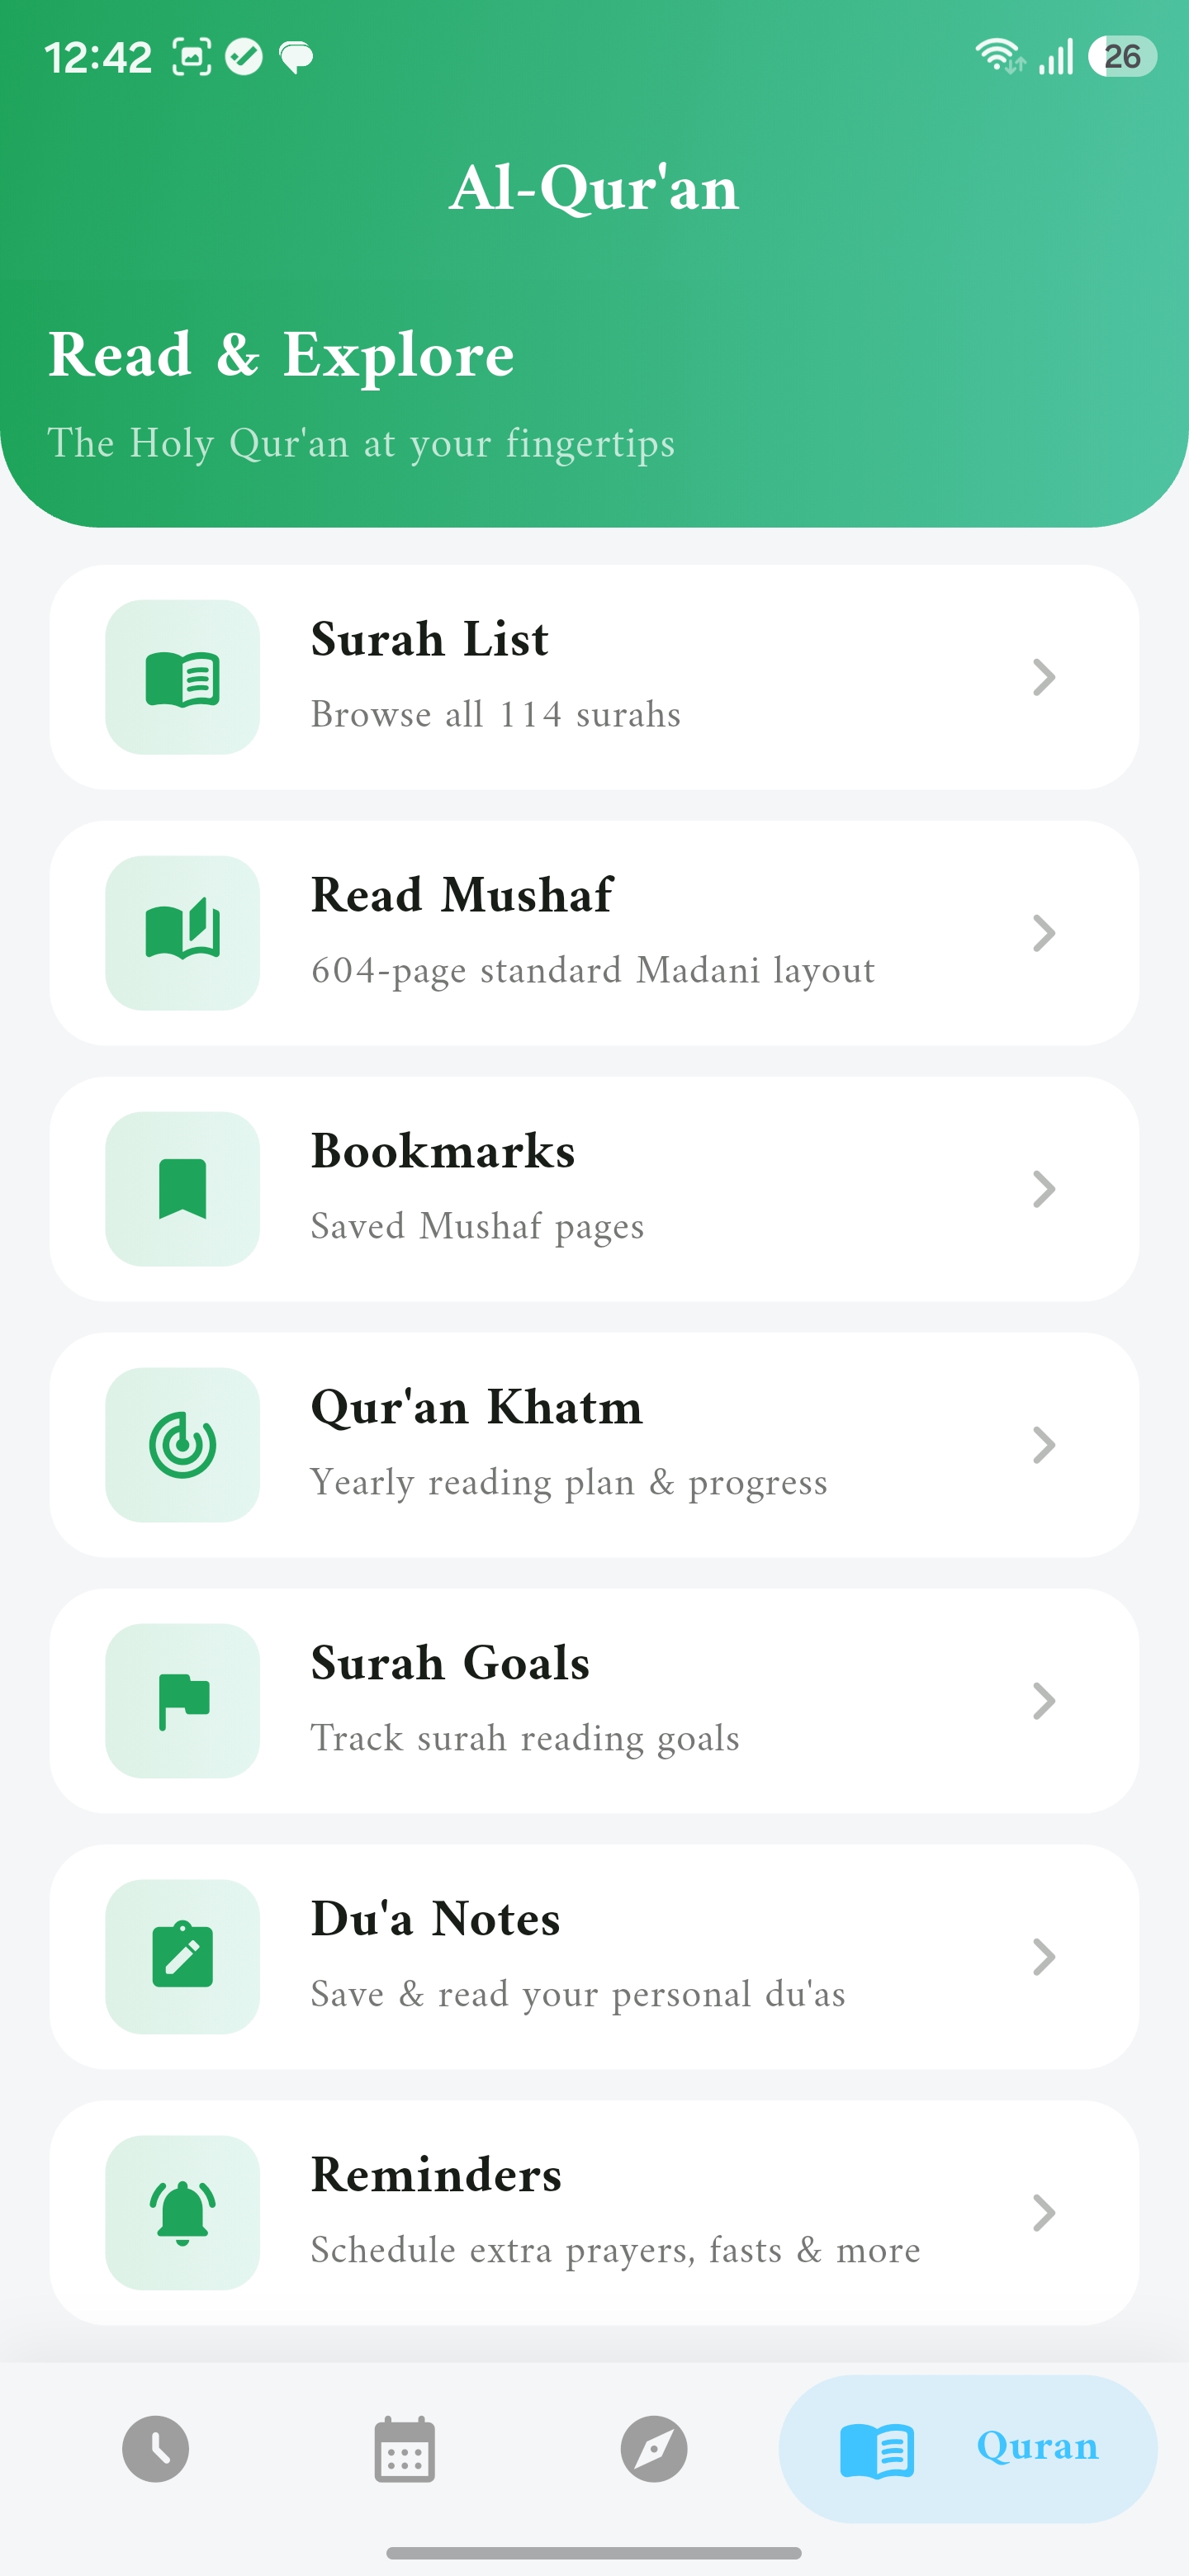 12:42
26
Al-Qur'an
Read & Explore
The Holy Qur'an at your fingertips
Surah List
Browse all 114 surahs
Read Mushaf
604-page standard Madani layout
Bookmarks
Saved Mushaf pages
Qur'an Khatm
Yearly reading plan & progress
Surah Goals
Track surah reading goals
Du'a Notes
Save & read your personal du'as
Reminders
Schedule extra prayers, fasts & more
Quran